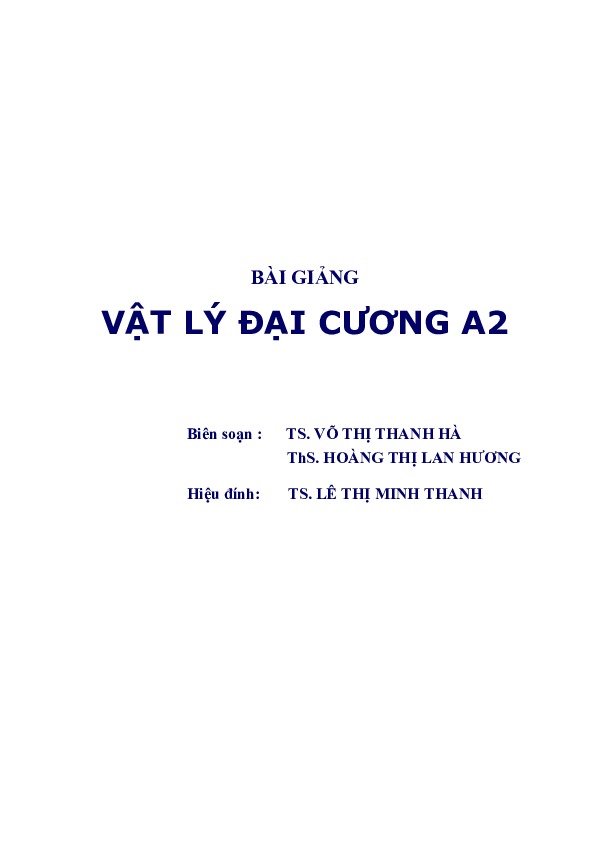 BÀI GIẢNG
VẬT LÝ ĐẠI CƯƠNG A2
Biên soạn : TS. VÕ THỊ THANH HÀ
ThS. HOÀNG THỊ LAN HƯƠNG
Hiệu đính: TS. LÊ THỊ MINH THANH